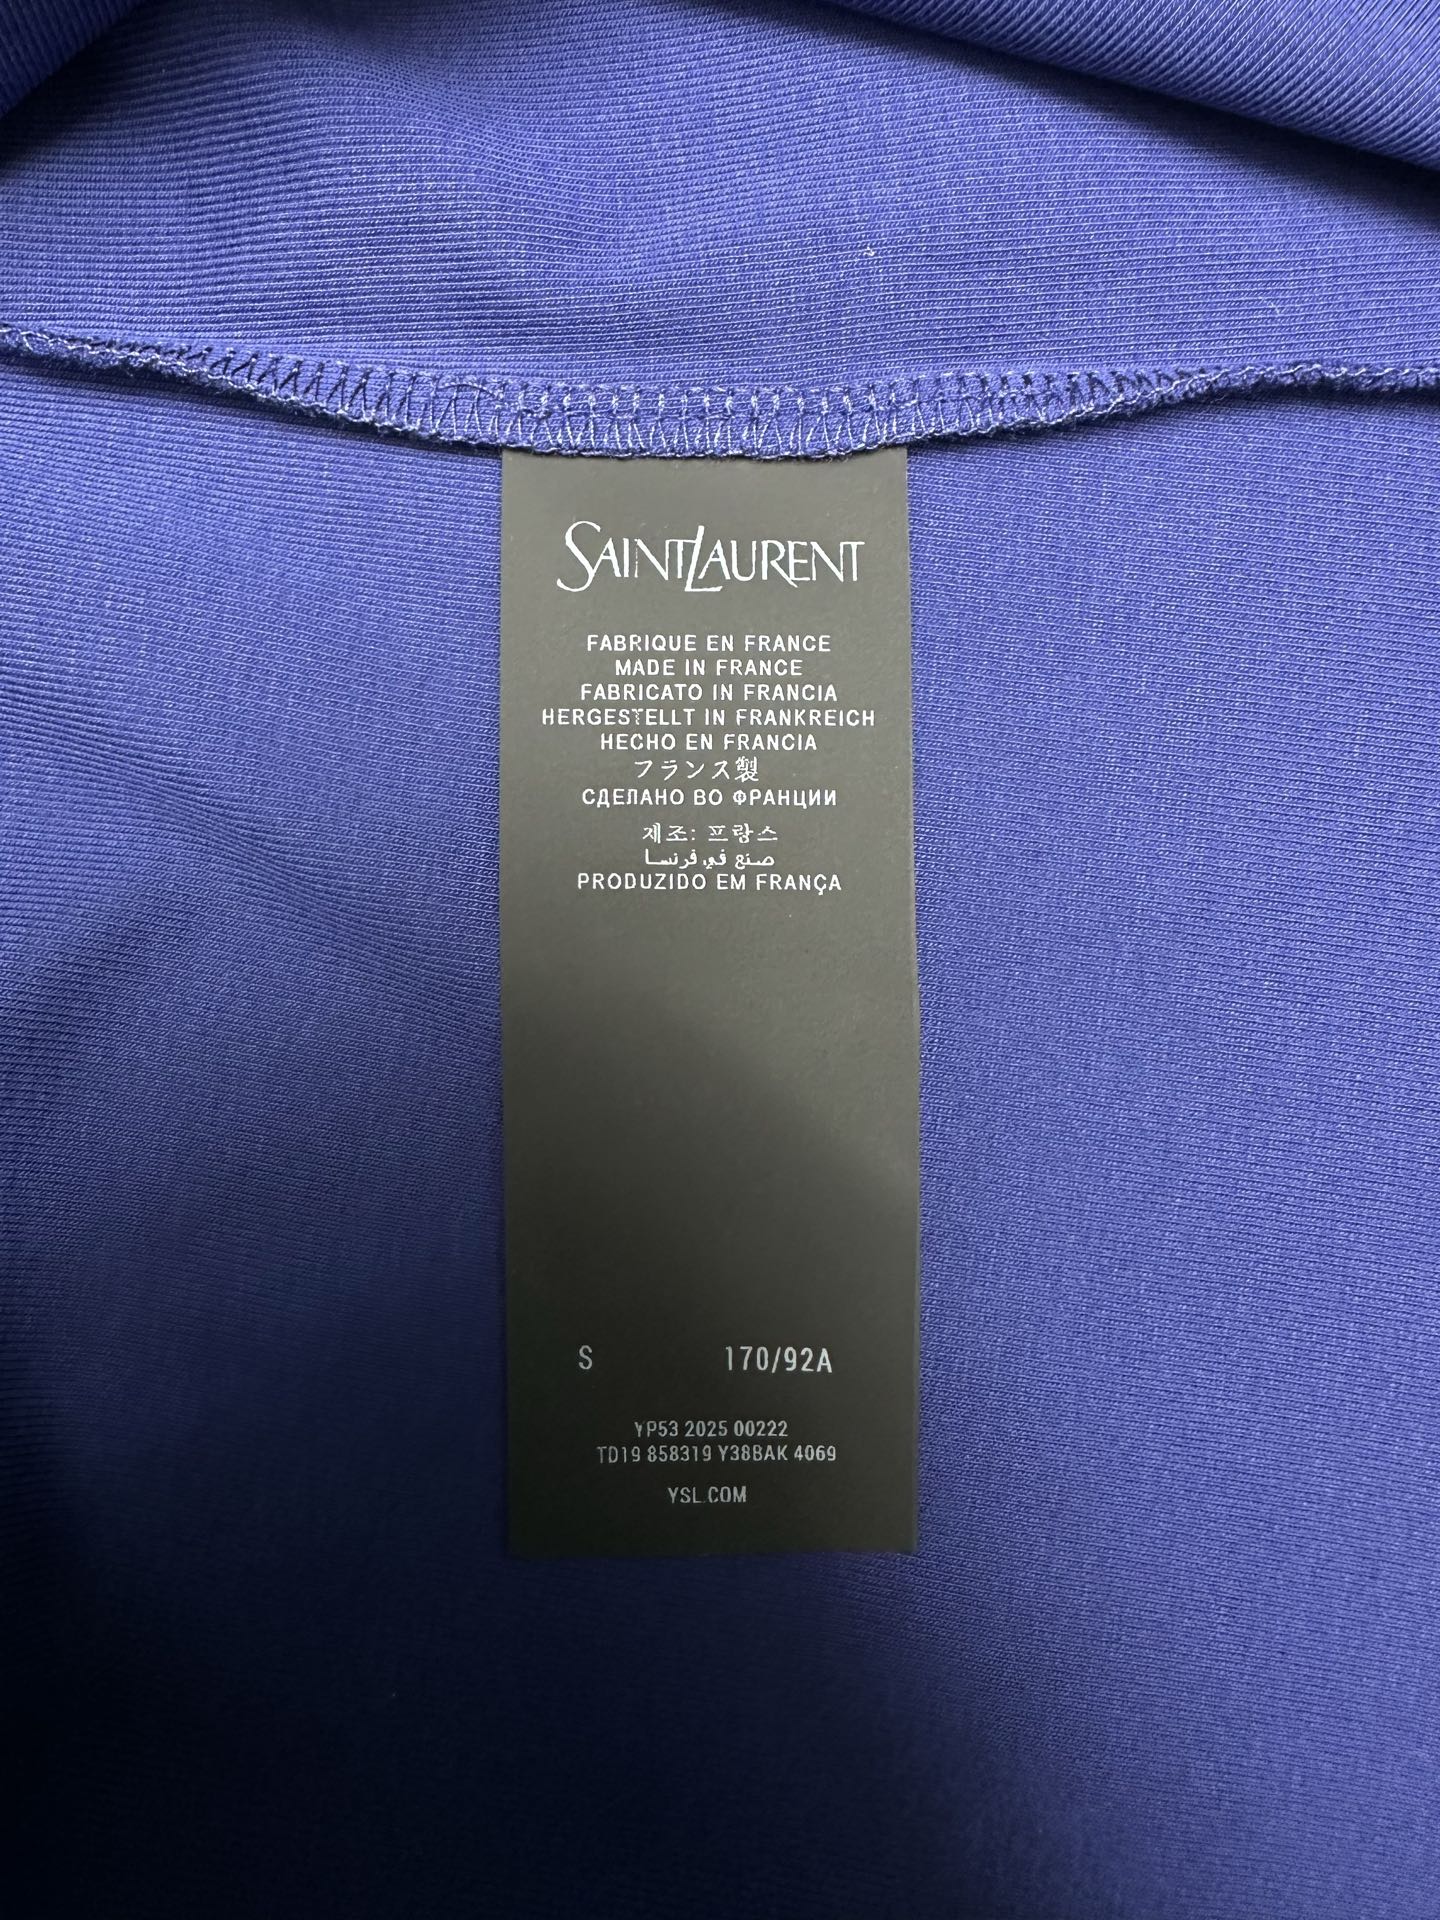 SAINT LAURENT
FABRIQUE EN FRANCE
MADE IN FRANCE
FABRICATO IN FRANCIA
HERGESTELLT IN FRANKREICH
HECHO EN FRANCIA
フランス製
СДЕЛАНО ВО ФРАНЦИИ
제조: 프랑스
صنع في فرنسا
PRODUZIDO EM FRANÇA
S 170/92A
YP53 2025 00222
TD19 858319 Y38BAK 4069
YSL.COM